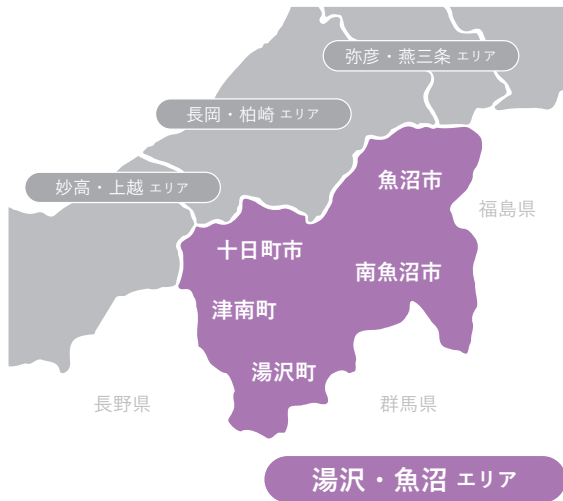 弥彦・燕三条 エリア
長岡・柏崎 エリア
妙高・上越 エリア
魚沼市
福島県
十日町市
南魚沼市
津南町
湯沢町
長野県
群馬県
湯沢・魚沼 エリア